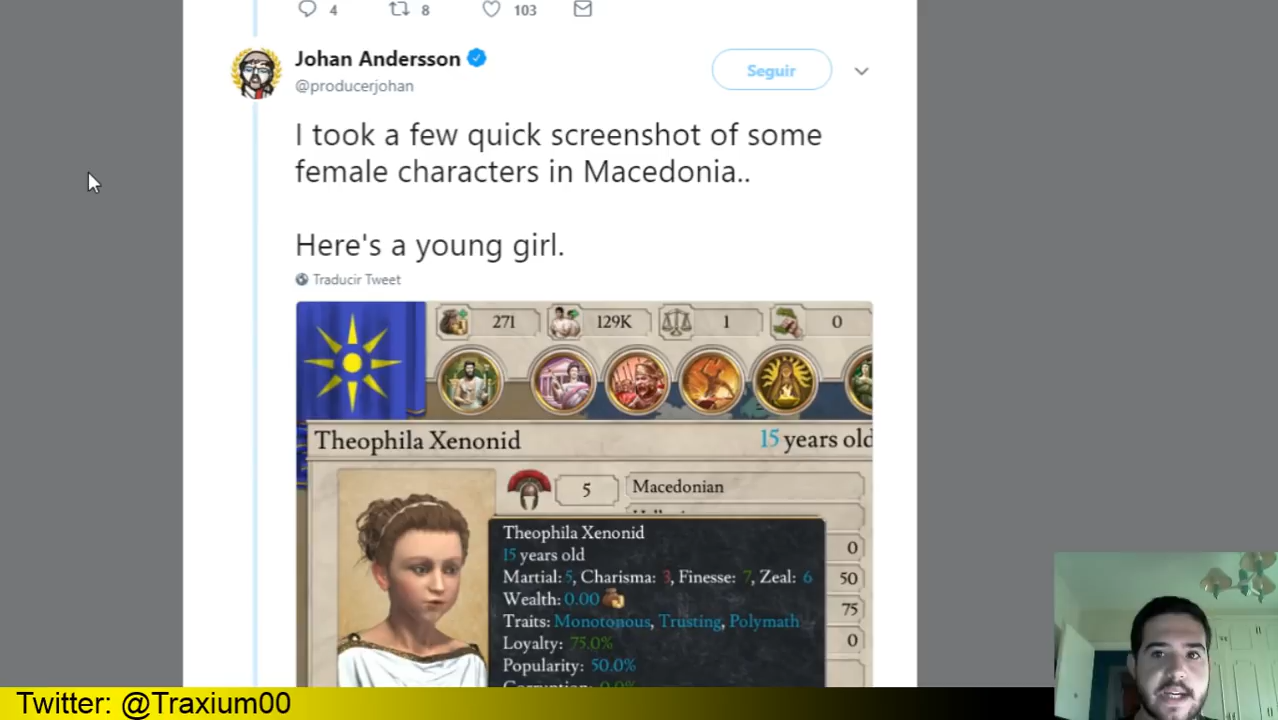 4 8 103
Johan Andersson
@producerjohan
Seguir
I took a few quick screenshot of some
female characters in Macedonia..
Here's a young girl.
Traducir Tweet
271 129K 1 0
Theophila Xenonid 15 years old
5 Macedonian
Theophila Xenonid
15 years old
Martial: 5, Charisma: 3, Finesse: 7, Zeal: 6
Wealth: 0.00
Traits: Monotonous, Trusting, Polymath
Loyalty: 75.0%
Popularity: 50.0%
0
50
75
0
Twitter: @Traxium00